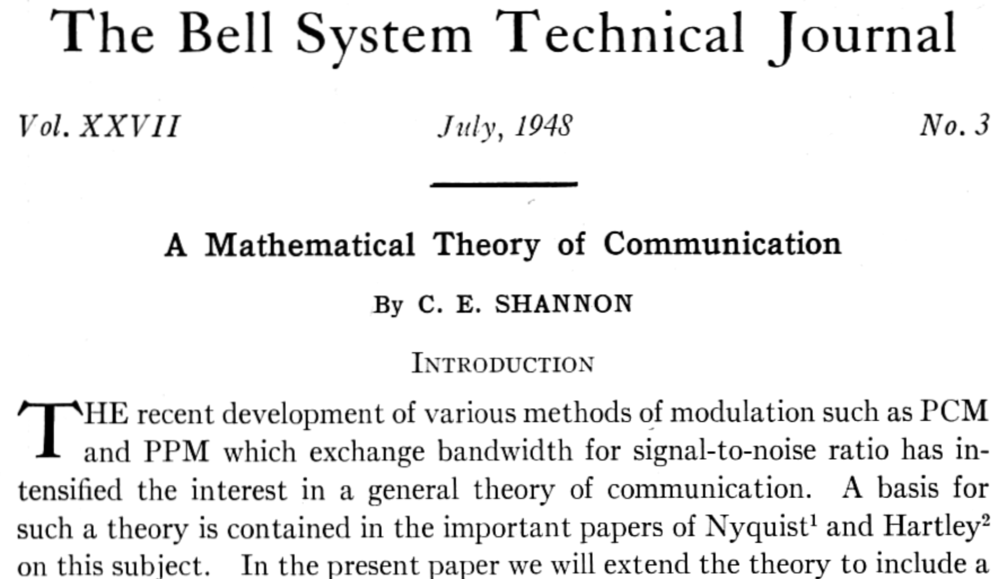 The Bell System Technical Journal
Vol. XXVII July, 1948 No. 3
A Mathematical Theory of Communication
By C. E. SHANNON
INTRODUCTION
THE recent development of various methods of modulation such as PCM
and PPM which exchange bandwidth for signal-to-noise ratio has in-
tensified the interest in a general theory of communication. A basis for
such a theory is contained in the important papers of Nyquist¹ and Hartley²
on this subject. In the present paper we will extend the theory to include a